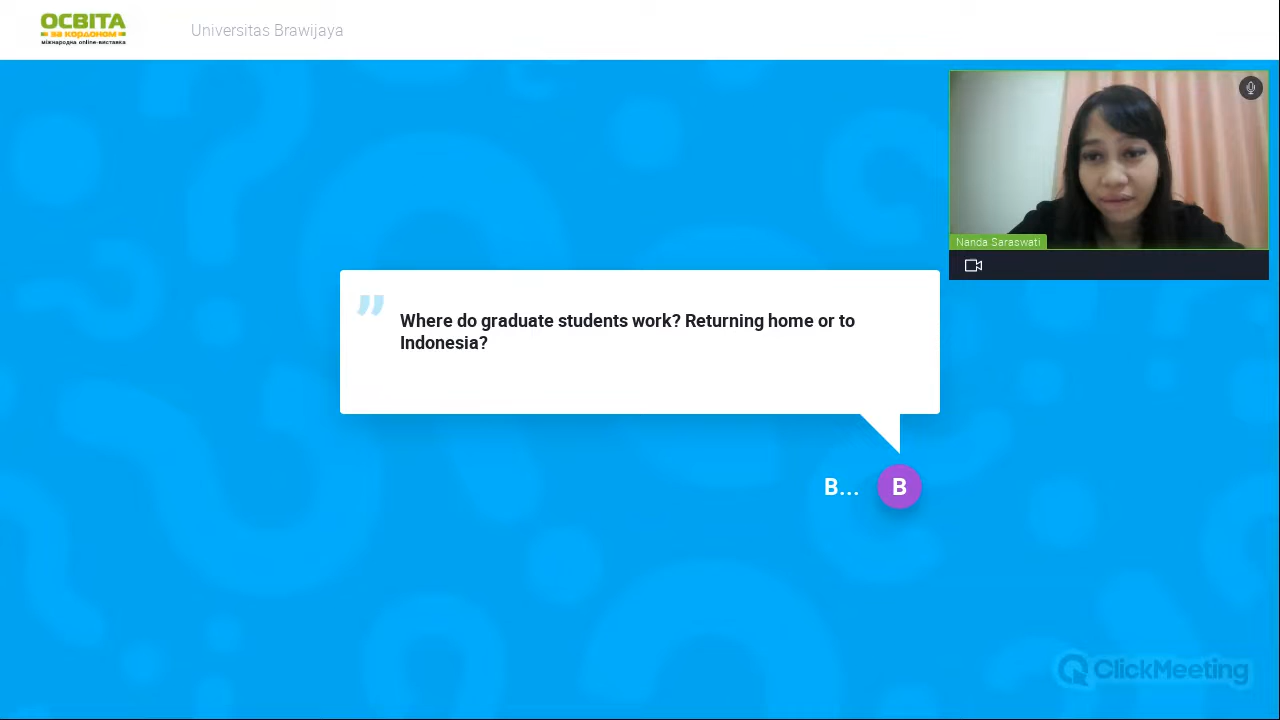 ОСВІТА
за кордоном
міжнародна online-виставка
Universitas Brawijaya
Nanda Saraswati
”
Where do graduate students work? Returning home or to
Indonesia?
B... B
ClickMeeting